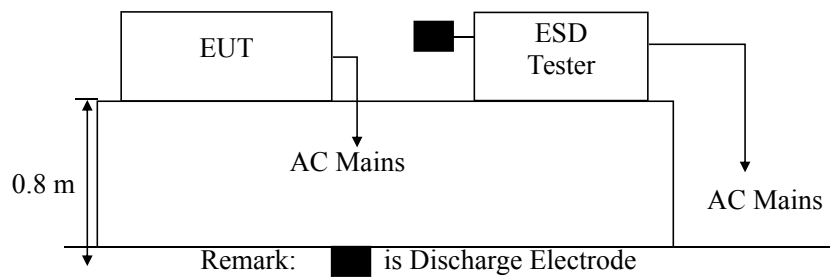 EUT
ESD
Tester
AC Mains
0.8 m
AC Mains
Remark: is Discharge Electrode